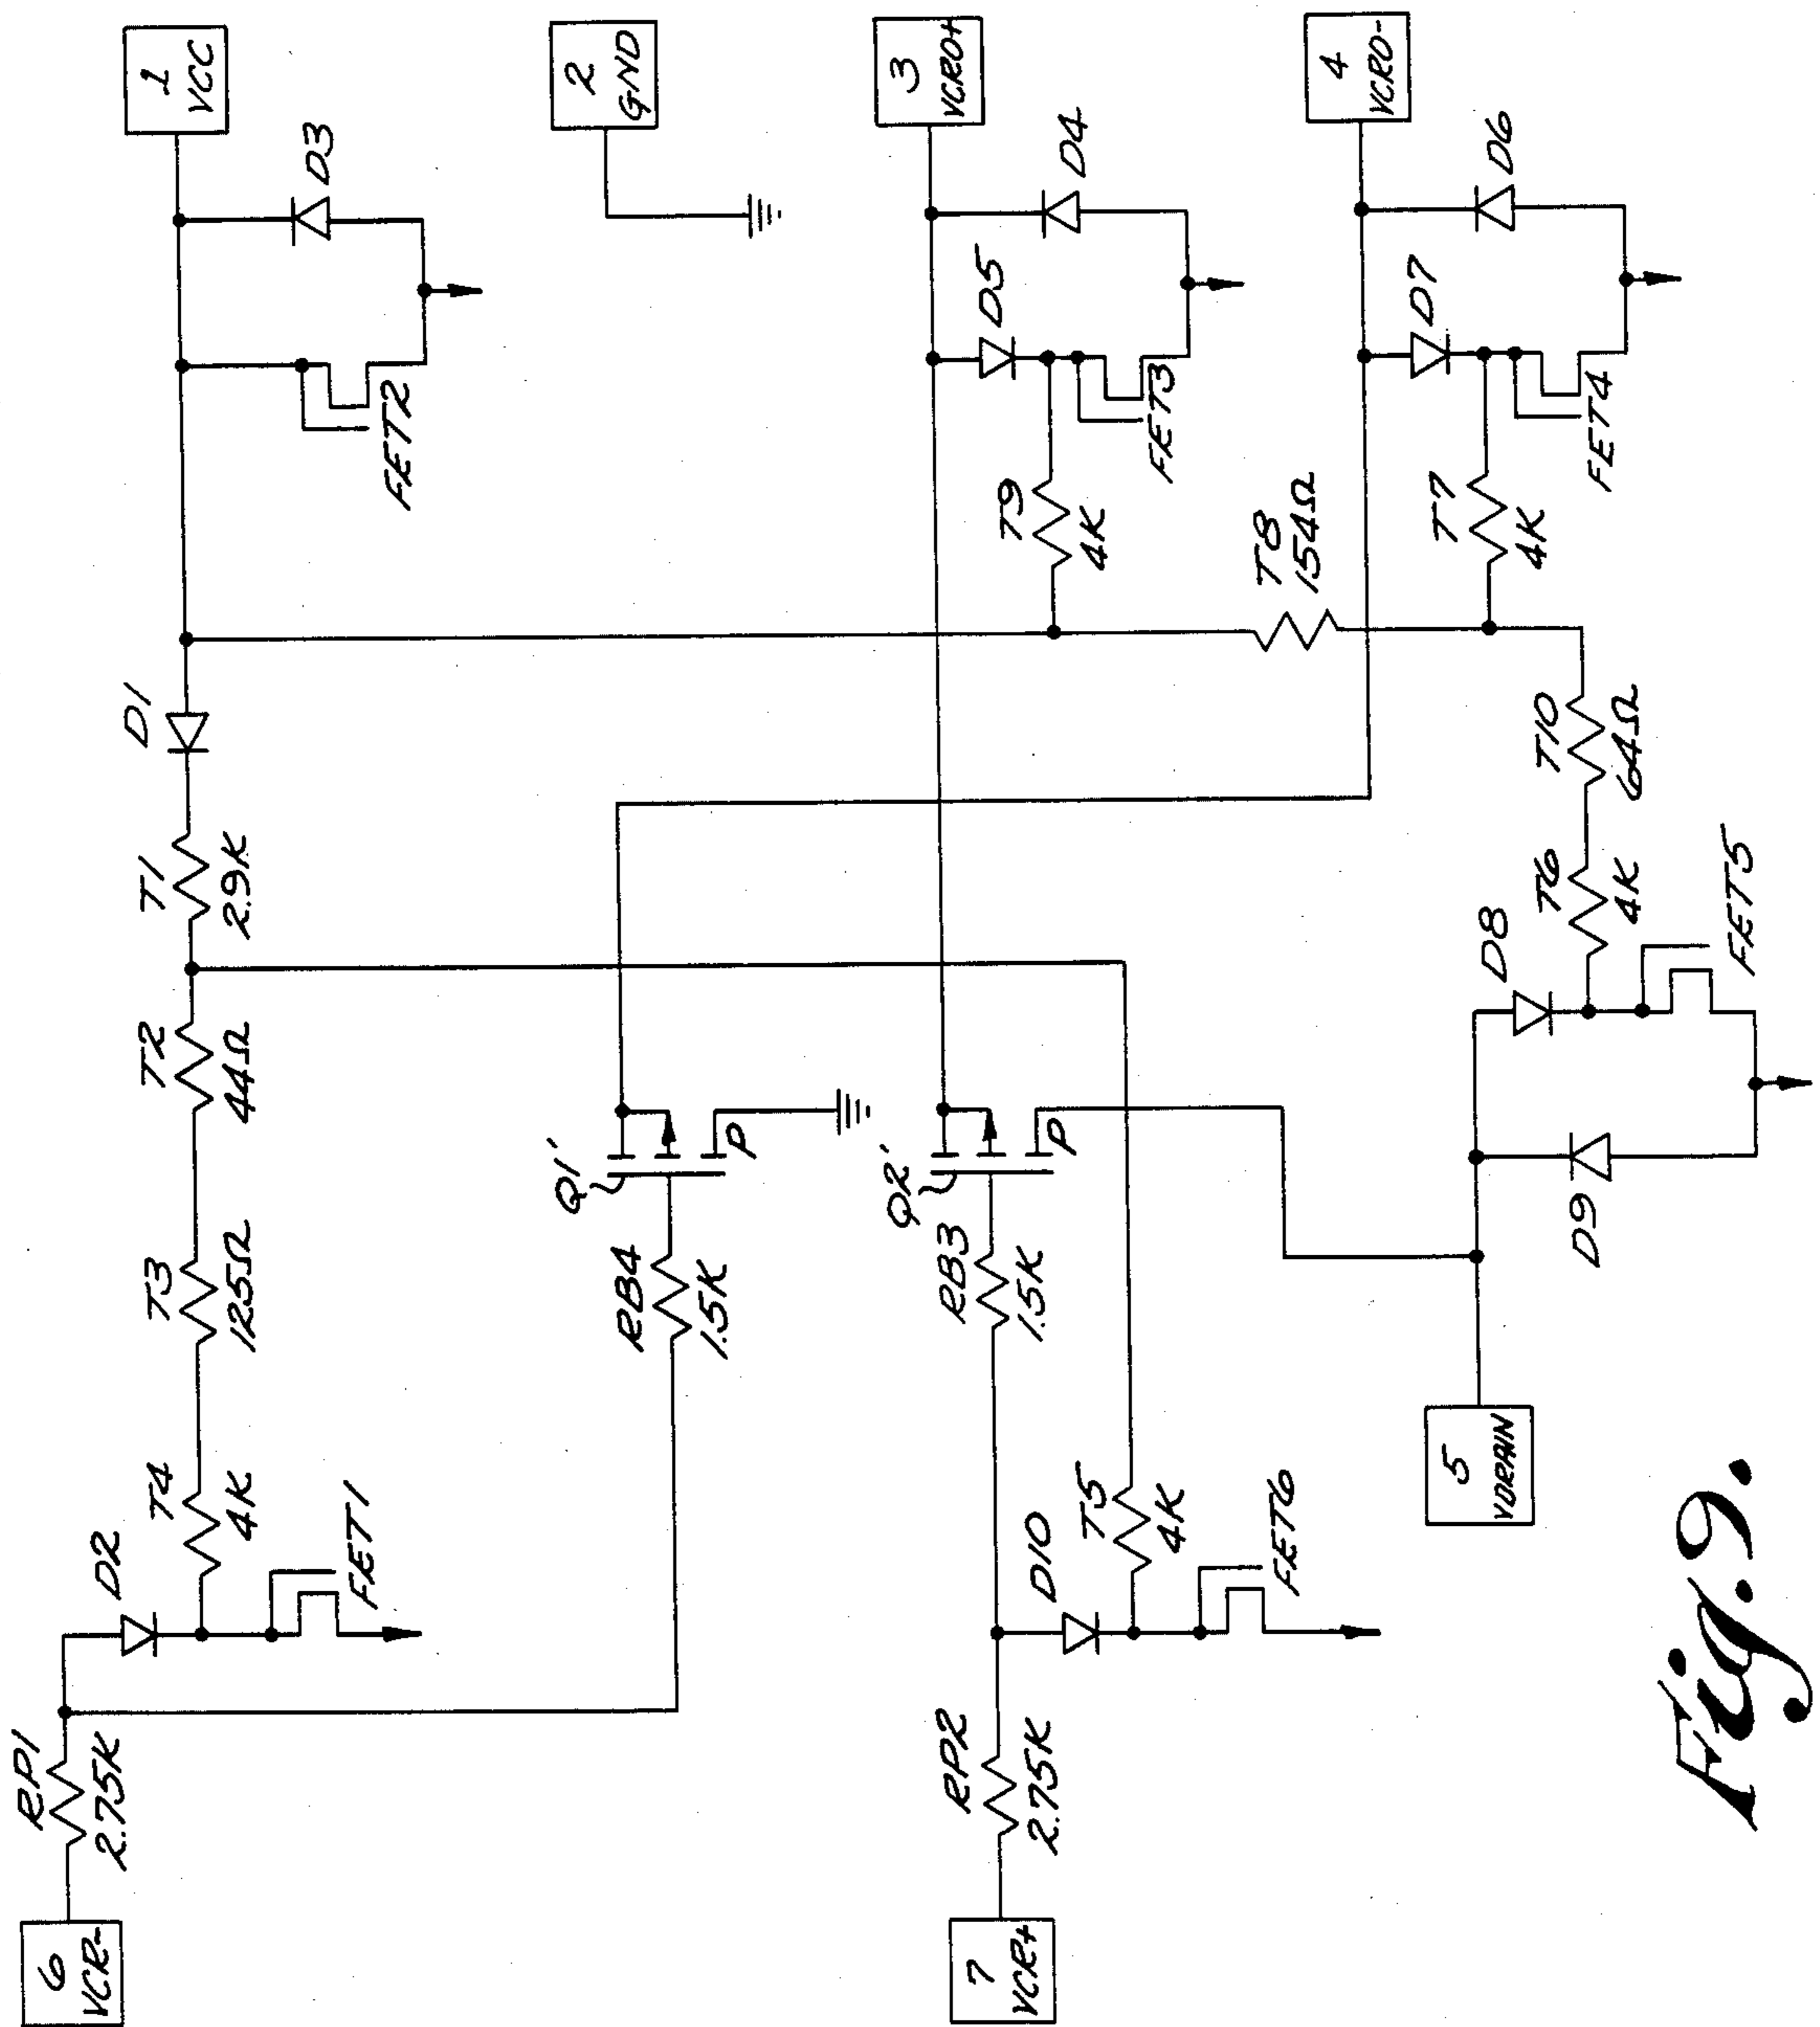 6
VCR-
RP1
2.75K
D2
T4
4K
FET1
T3
125Ω
T2
44Ω
T1
2.9K
D1
1
VCC
D3
FET2
2
GND
Q1'
RB4
1.5K
P
7
VCR+
RP2
2.75K
D10
T5
4K
FET6
RB3
1.5K
Q2'
P
3
VCRO+
D4
D5
FET3
T9
4K
T8
154Ω
4
VCRO-
D6
D7
FET4
T7
4K
T10
64Ω
T6
4K
D8
FET5
D9
5
VDRAIN
Fig. 9.